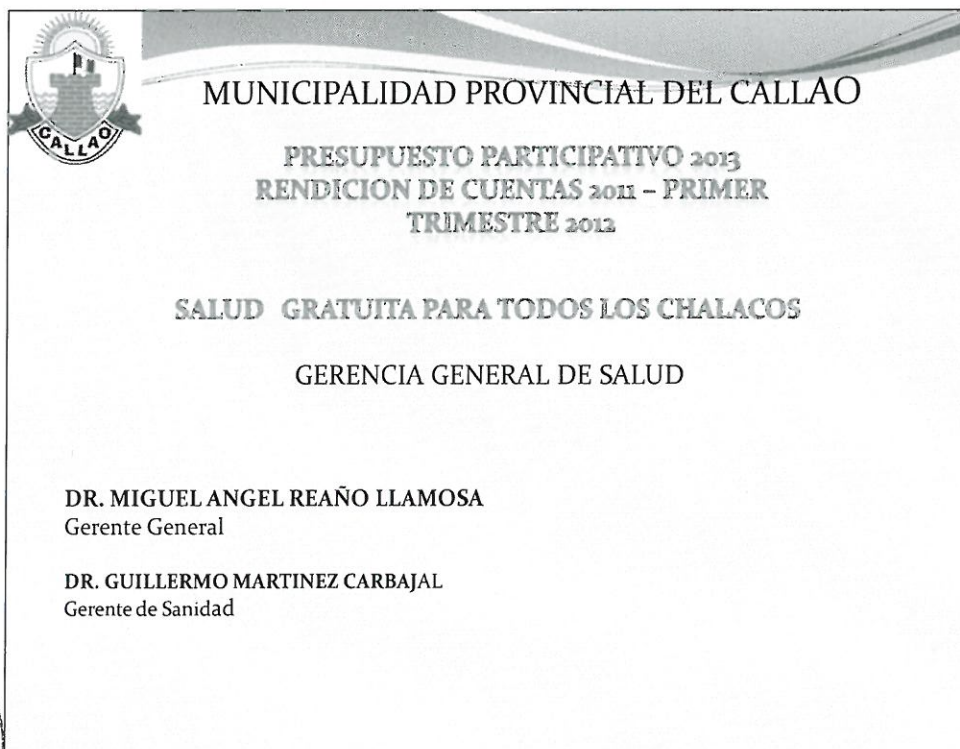 CALLAO
MUNICIPALIDAD PROVINCIAL DEL CALLAO
PRESUPUESTO PARTICIPATIVO 2013
RENDICION DE CUENTAS 2011 – PRIMER
TRIMESTRE 2012
SALUD GRATUITA PARA TODOS LOS CHALACOS
GERENCIA GENERAL DE SALUD
DR. MIGUEL ANGEL REAÑO LLAMOSA
Gerente General
DR. GUILLERMO MARTINEZ CARBAJAL
Gerente de Sanidad